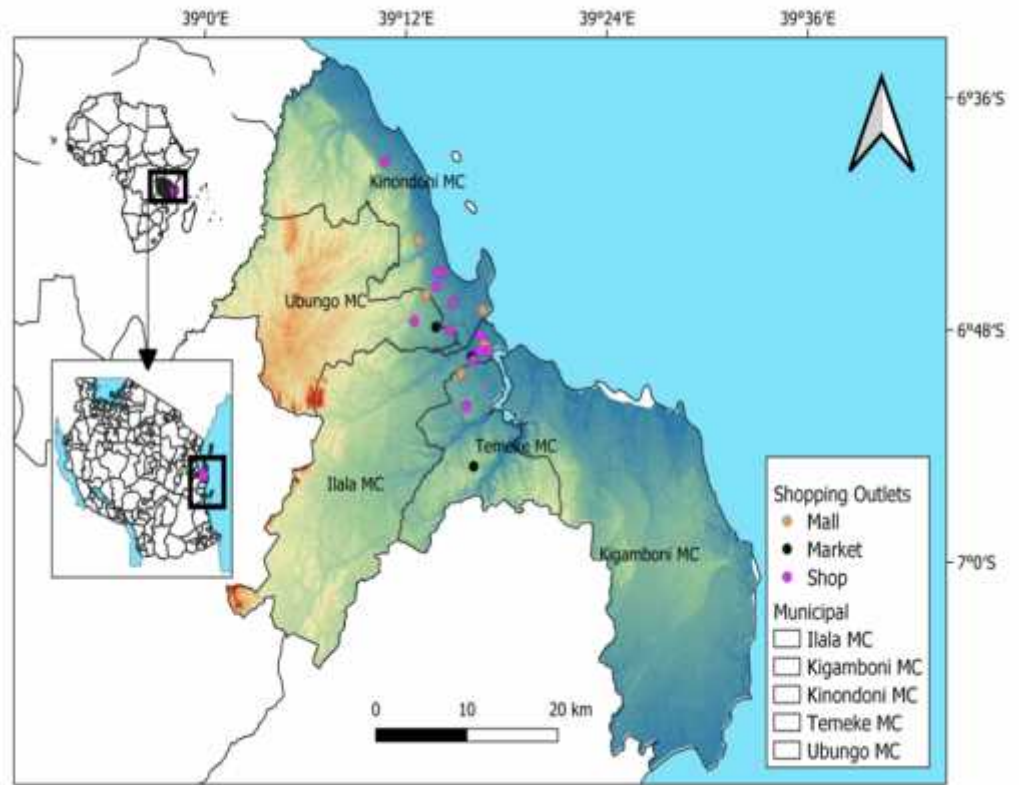 39°0'E 39°12'E 39°24'E 39°36'E
6°36'S
Kinondoni MC
Ubungo MC
6°48'S
Temeke MC
Ilala MC
Shopping Outlets
Mall
Market
Kigamboni MC
7°0'S
Shop
Municipal
Ilala MC
Kigamboni MC
Kinondoni MC
Temeke MC
Ubungo MC
0 10 20 km